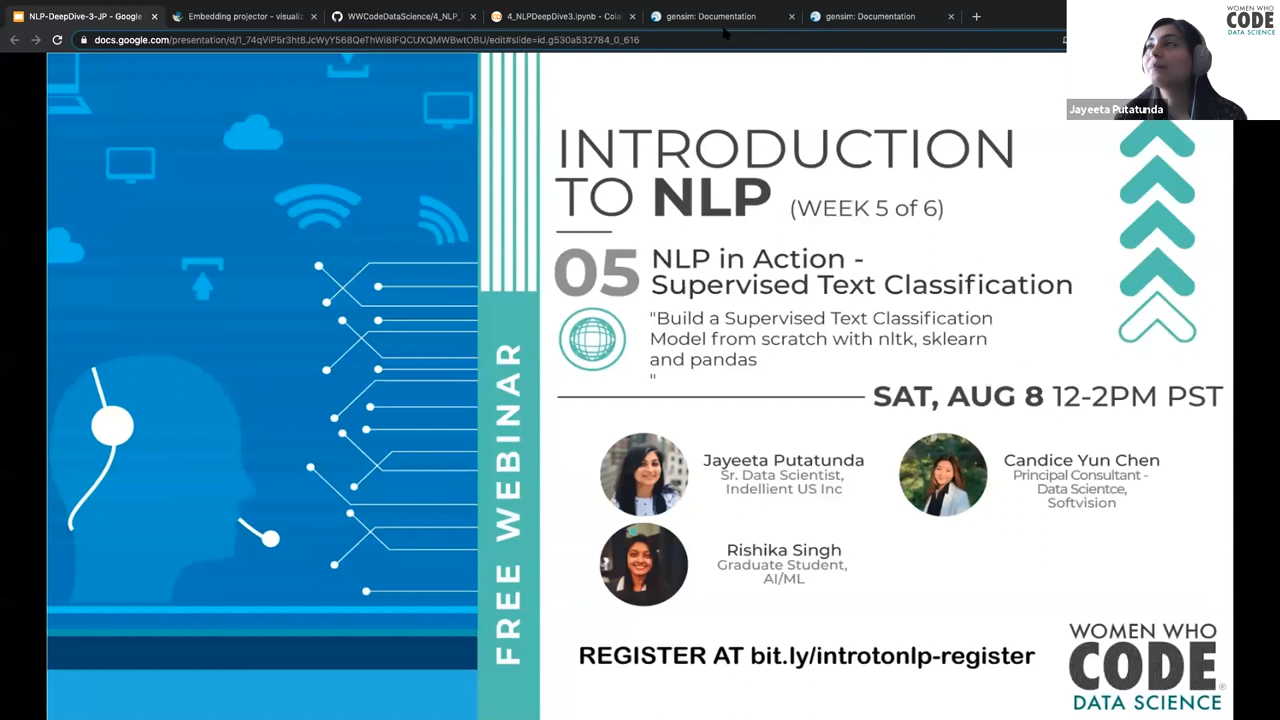 NLP-DeepDive-3-JP - Google
Embedding projector - visualiz
WWCodeDataScience/4_NLP_
4_NLPDeepDive3.ipynb - Cola
gensim: Documentation
gensim: Documentation
docs.google.com/presentation/d/1_74qViP5r3ht8JcWyY568QeThWi8IFQCUXQMWBwtOBU/edit#slide=id.g530a532784_0_616
WOMEN WHO
CODE
DATA SCIENCE
Jayeeta Putatunda
INTRODUCTION
TO NLP (WEEK 5 of 6)
05 NLP in Action -
Supervised Text Classification
"Build a Supervised Text Classification
Model from scratch with nltk, sklearn
and pandas
"
SAT, AUG 8 12-2PM PST
FREE WEBINAR
Jayeeta Putatunda
Sr. Data Scientist,
Indellient US Inc
Candice Yun Chen
Principal Consultant -
Data Scientce,
Softvision
Rishika Singh
Graduate Student,
AI/ML
REGISTER AT bit.ly/introtonlp-register
WOMEN WHO
CODE®
DATA SCIENCE